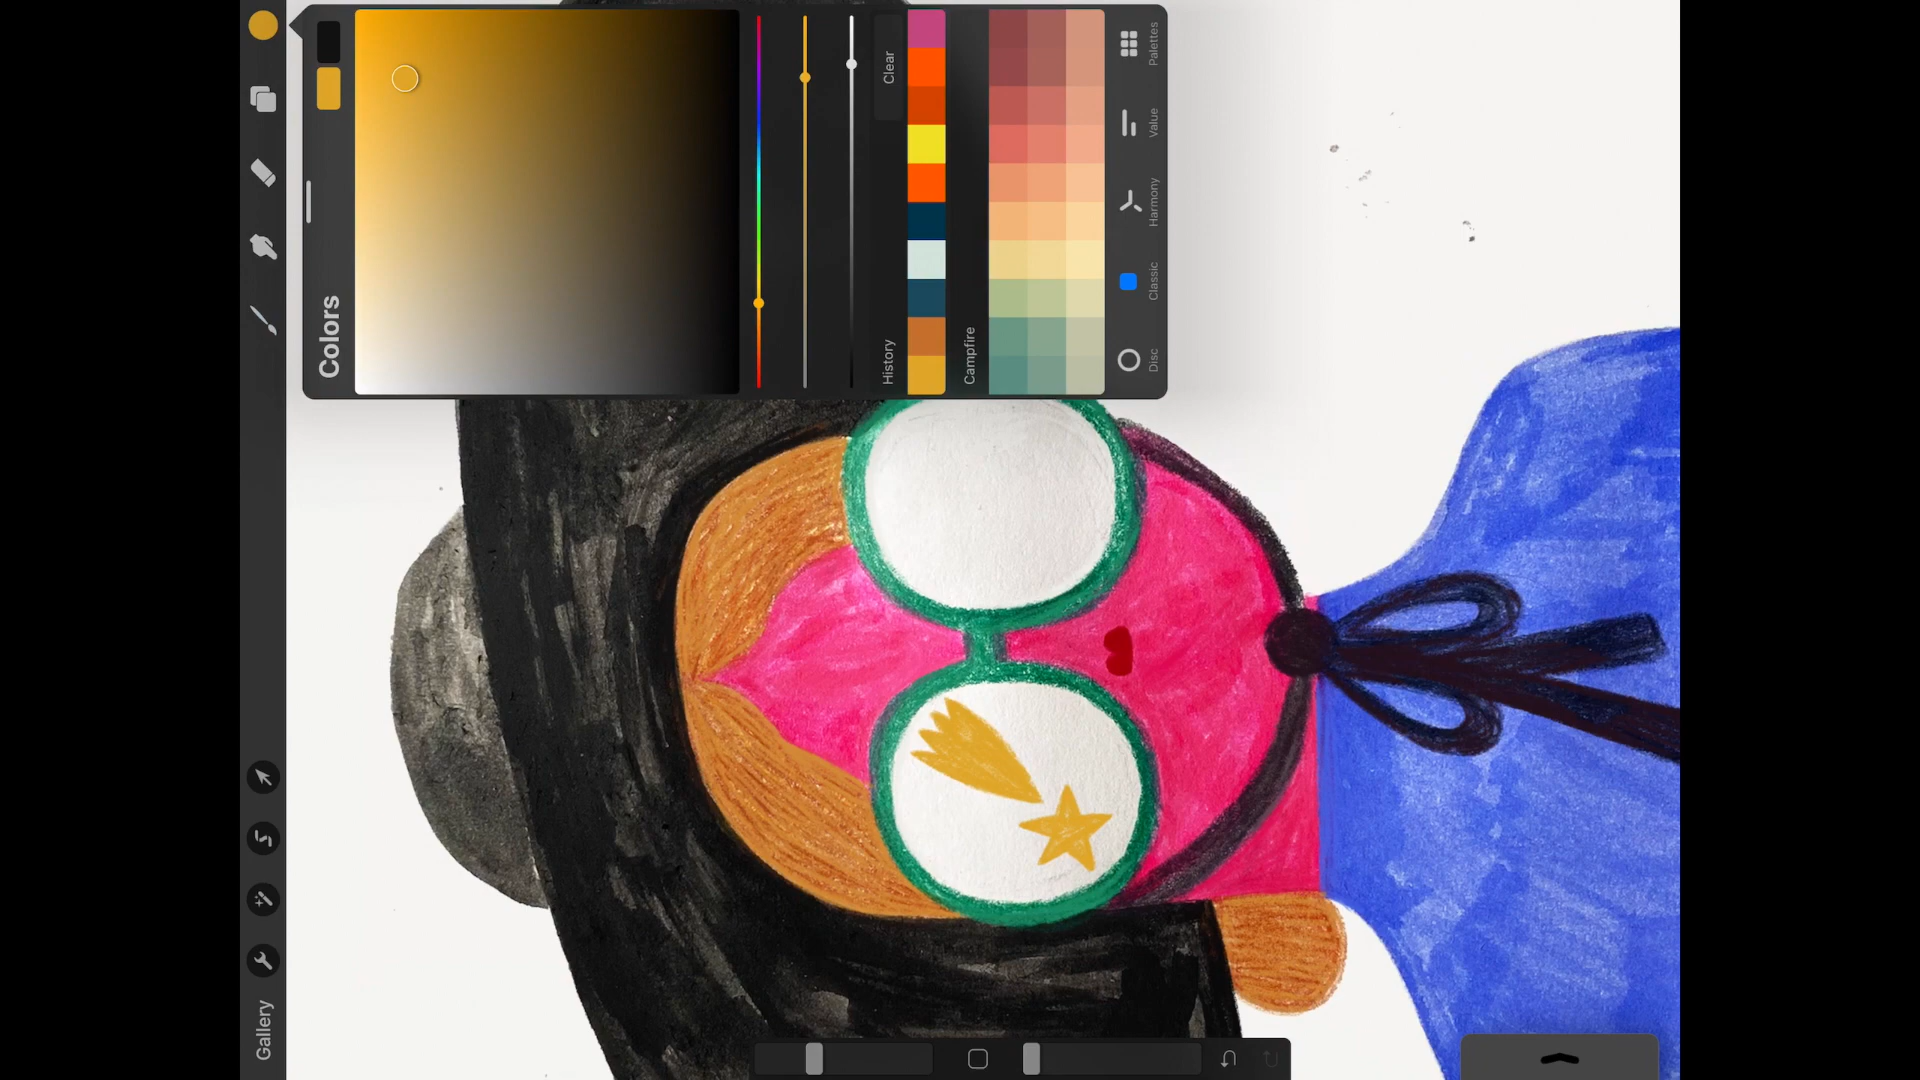 Gallery
Colors
Clear
History
Campfire
Disc
Classic
Harmony
Value
Palettes